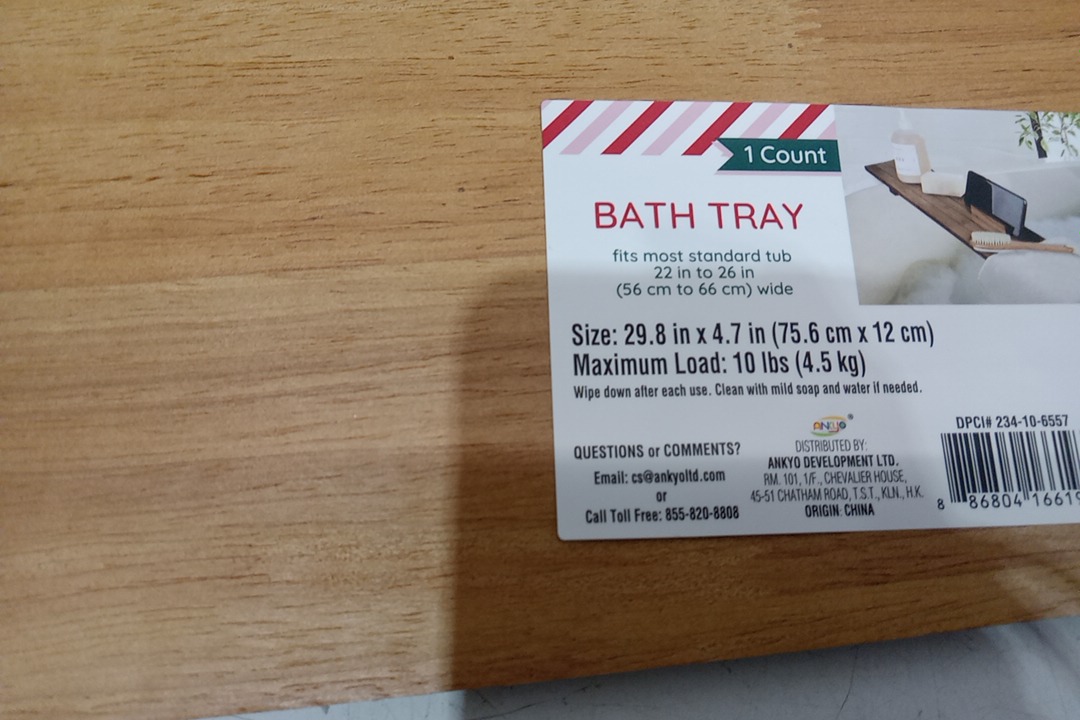 1 Count
BATH TRAY
fits most standard tub
22 in to 26 in
(56 cm to 66 cm) wide
Size: 29.8 in x 4.7 in (75.6 cm x 12 cm)
Maximum Load: 10 lbs (4.5 kg)
Wipe down after each use. Clean with mild soap and water if needed.
QUESTIONS or COMMENTS?
Email: cs@ankyoltd.com
or
Call Toll Free: 855-820-8808
ANKYO®
DISTRIBUTED BY:
ANKYO DEVELOPMENT LTD.
RM. 101, 1/F., CHEVALIER HOUSE,
45-51 CHATHAM ROAD, T.S.T., KLN., H.K.
ORIGIN: CHINA
DPCI# 234-10-6557
8 86804 16619